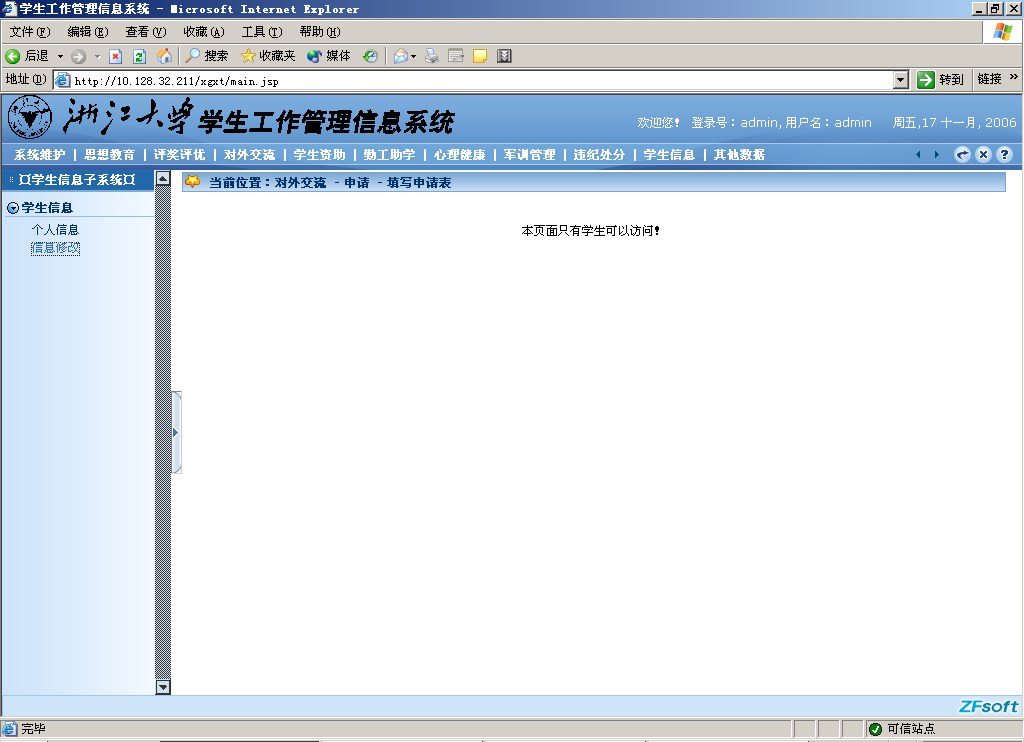 学生工作管理信息系统 - Microsoft Internet Explorer
文件(F) 编辑(E) 查看(V) 收藏(A) 工具(T) 帮助(H)
后退 搜索 收藏夹 媒体
地址(D) http://10.128.32.211/xgxt/main.jsp 转到 链接 »
浙江大学 学生工作管理信息系统 欢迎您! 登录号：admin,用户名：admin 周五,17 十一月, 2006
系统维护 | 思想教育 | 评奖评优 | 对外交流 | 学生资助 | 勤工助学 | 心理健康 | 军训管理 | 违纪处分 | 学生信息 | 其他数据
¤学生信息子系统¤ 当前位置：对外交流 - 申请 - 填写申请表
学生信息
个人信息
信息修改
本页面只有学生可以访问!
ZFsoft
完毕 可信站点